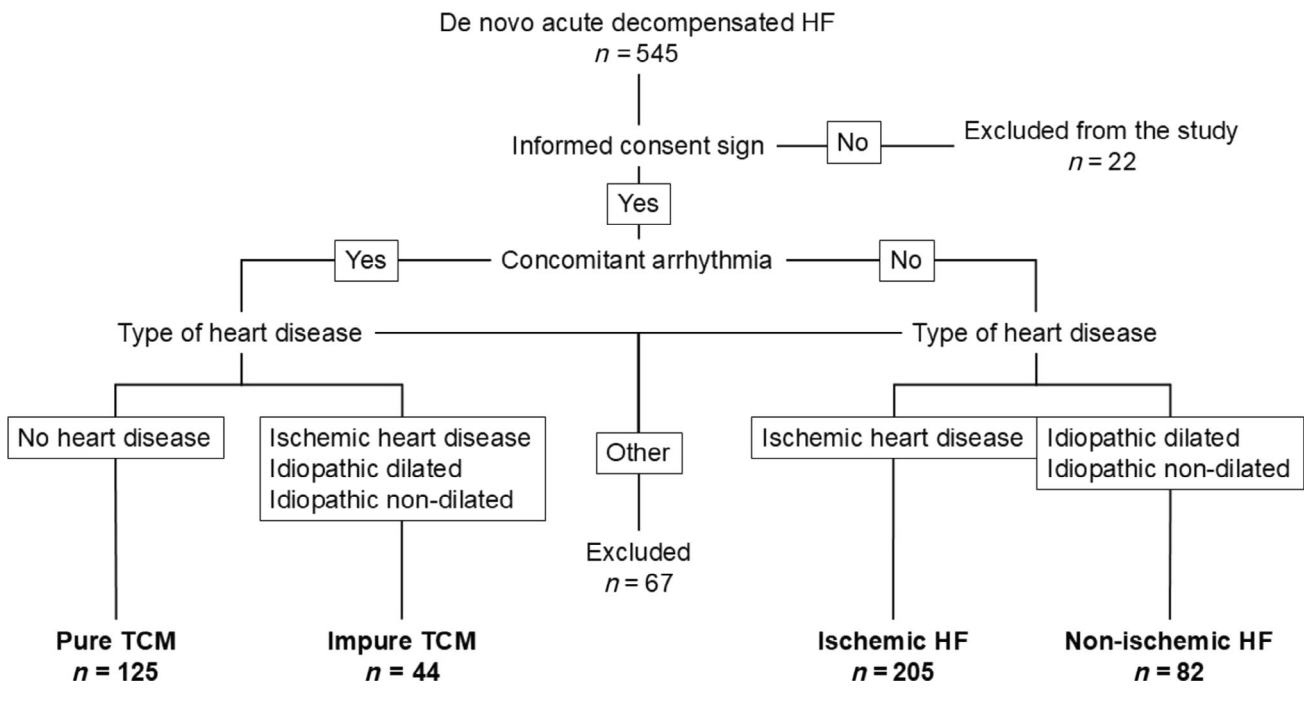 De novo acute decompensated HF
n = 545
Informed consent sign
No
Excluded from the study
n = 22
Yes
Yes
Concomitant arrhythmia
No
Type of heart disease
Type of heart disease
No heart disease
Ischemic heart disease
Idiopathic dilated
Idiopathic non-dilated
Other
Ischemic heart disease
Idiopathic dilated
Idiopathic non-dilated
Excluded
n = 67
Pure TCM
n = 125
Impure TCM
n = 44
Ischemic HF
n = 205
Non-ischemic HF
n = 82